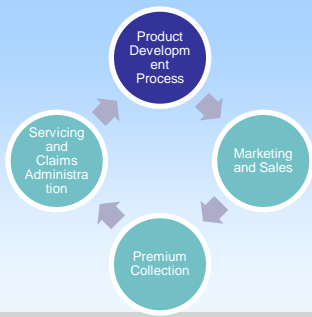 Product
Developm
ent
Process
Marketing
and Sales
Premium
Collection
Servicing
and
Claims
Administra
tion